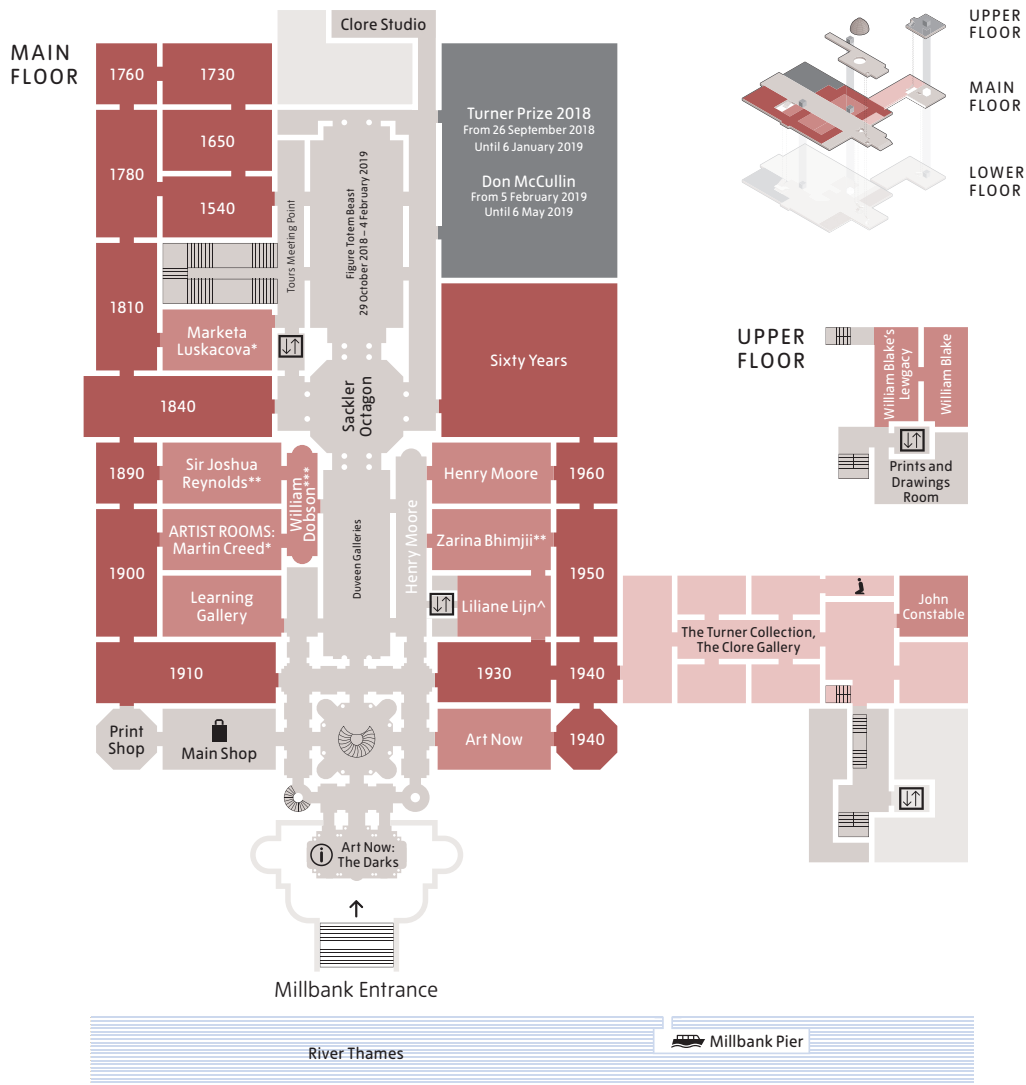 Clore Studio
MAIN
FLOOR
1760
1730
1650
1780
1540
1810
Marketa
Luskacova*
1840
1890
Sir Joshua
Reynolds**
William
Dobson***
ARTIST ROOMS:
Martin Creed*
1900
Learning
Gallery
1910
Print
Shop
Main Shop
Tours Meeting Point
Figure Totem Beast
29 October 2018 – 4 February 2019
Sackler
Octagon
Duveen Galleries
Henry Moore
Turner Prize 2018
From 26 September 2018
Until 6 January 2019
Don McCullin
From 5 February 2019
Until 6 May 2019
Sixty Years
Henry Moore
1960
Zarina Bhimjii**
1950
Liliane Lijn^
1930
1940
Art Now
1940
The Turner Collection,
The Clore Gallery
John
Constable
i
Art Now:
The Darks
Millbank Entrance
River Thames
Millbank Pier
UPPER
FLOOR
MAIN
FLOOR
LOWER
FLOOR
UPPER
FLOOR
William Blake's
Lewgacy
William Blake
Prints and
Drawings
Room